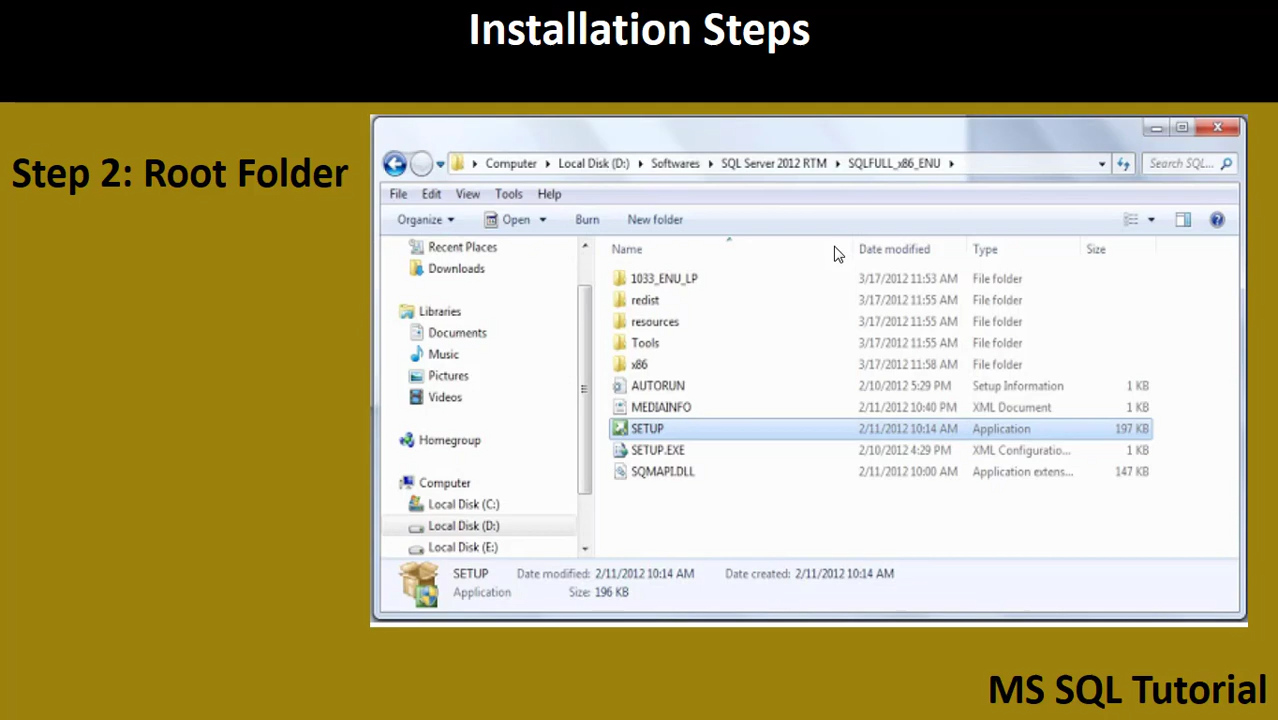 Installation Steps
Step 2: Root Folder
Computer Local Disk (D:) Softwares SQL Server 2012 RTM SQLFULL_x86_ENU Search SQL...
File Edit View Tools Help
Organize Open Burn New folder
Recent Places
Downloads
Libraries
Documents
Music
Pictures
Videos
Homegroup
Computer
Local Disk (C:)
Local Disk (D:)
Local Disk (E:)
Name Date modified Type Size
1033_ENU_LP 3/17/2012 11:53 AM File folder
redist 3/17/2012 11:55 AM File folder
resources 3/17/2012 11:55 AM File folder
Tools 3/17/2012 11:55 AM File folder
x86 3/17/2012 11:58 AM File folder
AUTORUN 2/10/2012 5:29 PM Setup Information 1 KB
MEDIAINFO 2/11/2012 10:40 PM XML Document 1 KB
SETUP 2/11/2012 10:14 AM Application 197 KB
SETUP.EXE 2/10/2012 4:29 PM XML Configuratio... 1 KB
SQMAPI.DLL 2/11/2012 10:00 AM Application extens... 147 KB
SETUP Date modified: 2/11/2012 10:14 AM Date created: 2/11/2012 10:14 AM
Application Size: 196 KB
MS SQL Tutorial